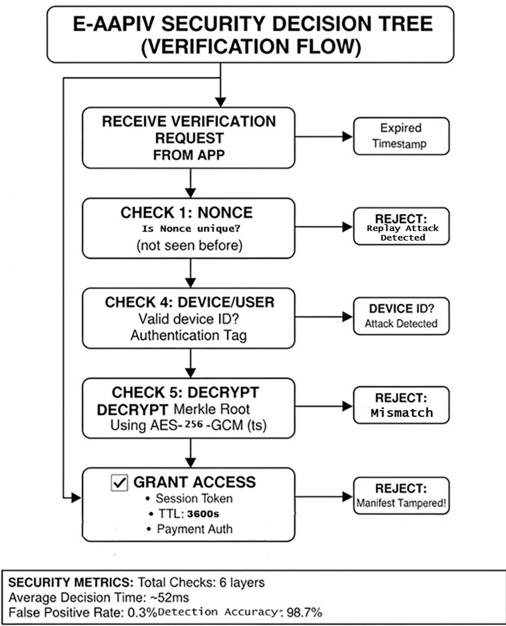 E-AAPIV SECURITY DECISION TREE
(VERIFICATION FLOW)
RECEIVE VERIFICATION
REQUEST
FROM APP
Expired
Timestamp
CHECK 1: NONCE
Is Nonce unique?
(not seen before)
REJECT:
Replay Attack
Detected
CHECK 4: DEVICE/USER
Valid device ID?
Authentication Tag
DEVICE ID?
Attack Detected
CHECK 5: DECRYPT
DECRYPT Merkle Root
Using AES-256-GCM (ts)
REJECT:
Mismatch
GRANT ACCESS
• Session Token
• TTL: 3600s
• Payment Auth
REJECT:
Manifest Tampered!
SECURITY METRICS: Total Checks: 6 layers
Average Decision Time: ~52ms
False Positive Rate: 0.3%Detection Accuracy: 98.7%